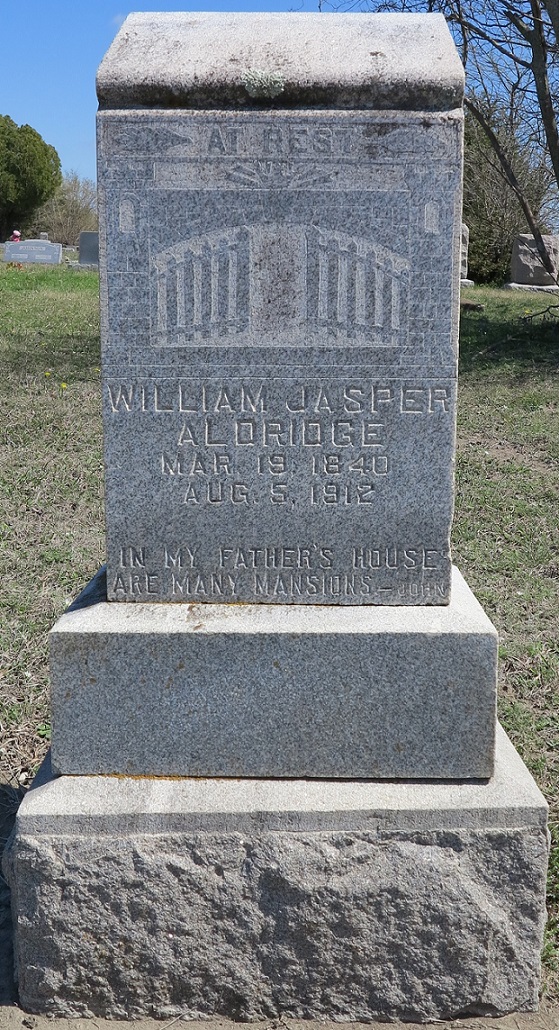 AT REST
WILLIAM JASPER
ALDRIDGE
MAR. 19. 1840
AUG. 5, 1912
IN MY FATHER'S HOUSE
ARE MANY MANSIONS — JOHN